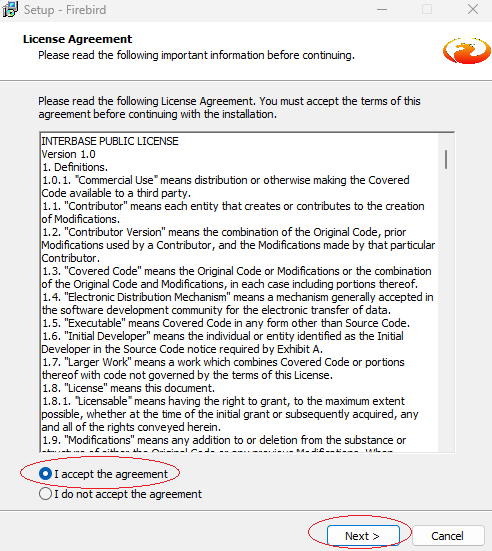 Setup - Firebird
License Agreement
Please read the following important information before continuing.
Please read the following License Agreement. You must accept the terms of this
agreement before continuing with the installation.
INTERBASE PUBLIC LICENSE
Version 1.0
1. Definitions.
1.0.1. "Commercial Use" means distribution or otherwise making the Covered
Code available to a third party.
1.1. "Contributor" means each entity that creates or contributes to the creation
of Modifications.
1.2. "Contributor Version" means the combination of the Original Code, prior
Modifications used by a Contributor, and the Modifications made by that particular
Contributor.
1.3. "Covered Code" means the Original Code or Modifications or the combination
of the Original Code and Modifications, in each case including portions thereof.
1.4. "Electronic Distribution Mechanism" means a mechanism generally accepted in
the software development community for the electronic transfer of data.
1.5. "Executable" means Covered Code in any form other than Source Code.
1.6. "Initial Developer" means the individual or entity identified as the Initial
Developer in the Source Code notice required by Exhibit A.
1.7. "Larger Work" means a work which combines Covered Code or portions
thereof with code not governed by the terms of this License.
1.8. "License" means this document.
1.8.1. "Licensable" means having the right to grant, to the maximum extent
possible, whether at the time of the initial grant or subsequently acquired, any
and all of the rights conveyed herein.
1.9. "Modifications" means any addition to or deletion from the substance or
structure of either the Original Code or any previous Modifications. When
I accept the agreement
I do not accept the agreement
Next >
Cancel